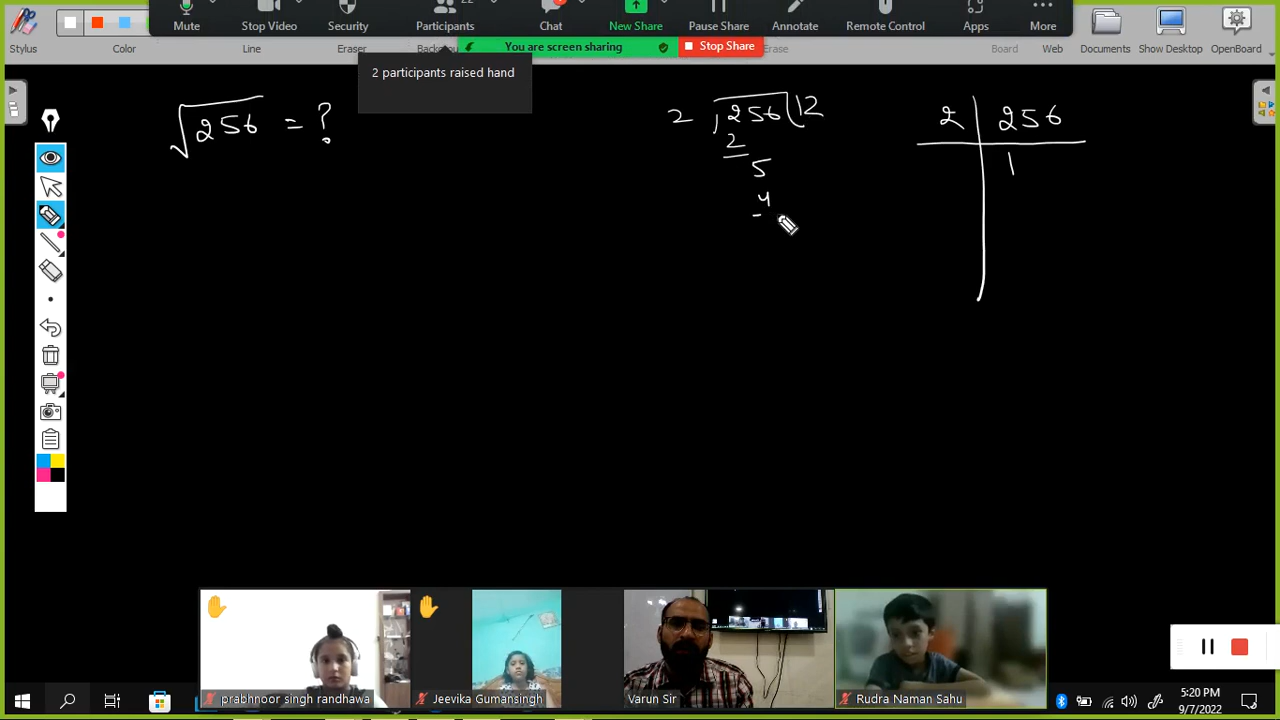 22
Mute
Stop Video
Security
Participants
Chat
New Share
Pause Share
Annotate
Remote Control
Apps
More
Stylus
Color
Line
Eraser
You are screen sharing
Stop Share
Erase
Board
Web
Documents
Show Desktop
OpenBoard
2 participants raised hand
√256 = ?
2 256 12
2
5
4
2 256
1
prabhnoor singh randhawa
Jeevika Gumansingh
Varun Sir
Rudra Naman Sahu
5:20 PM
9/7/2022